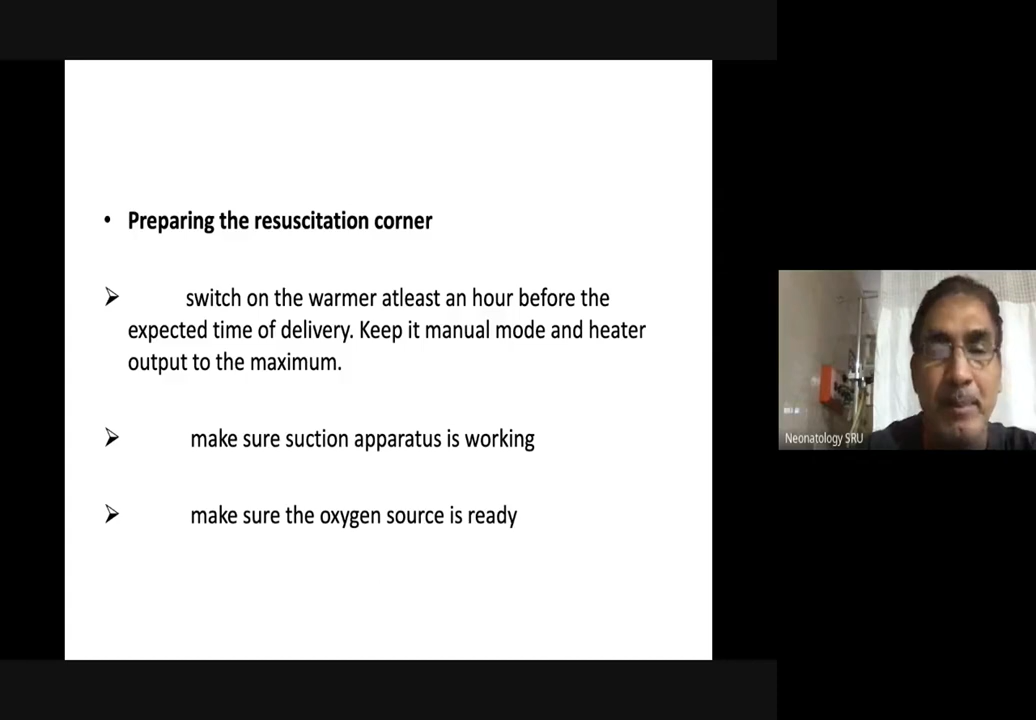 • Preparing the resuscitation corner
➢ switch on the warmer atleast an hour before the
expected time of delivery. Keep it manual mode and heater
output to the maximum.
➢ make sure suction apparatus is working
➢ make sure the oxygen source is ready
Neonatology SRU